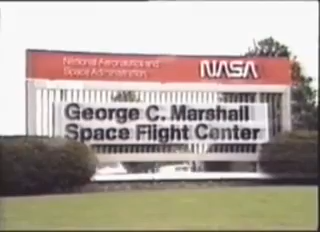 National Aeronautics and
Space Administration
NASA
George C. Marshall
Space Flight Center